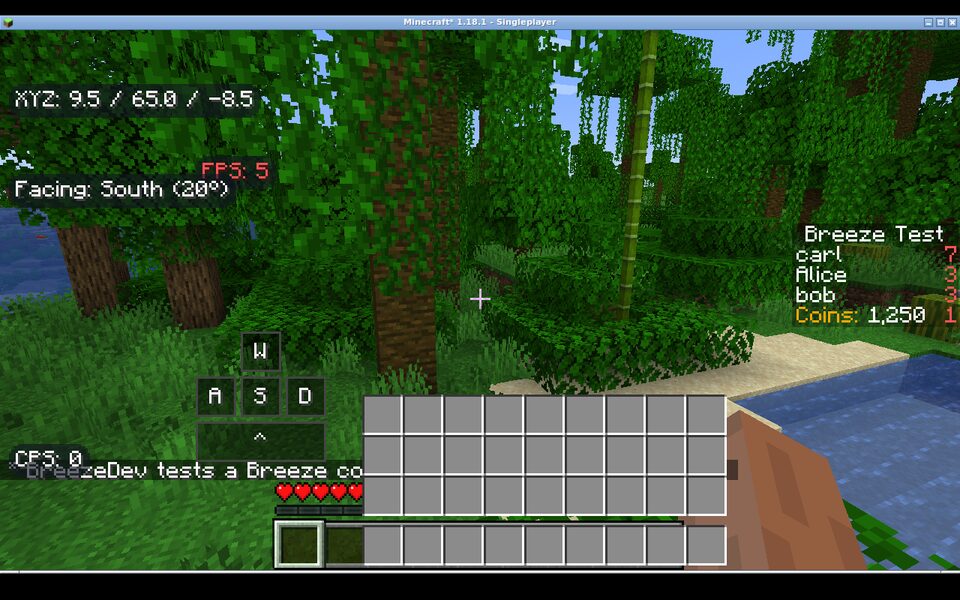 Minecraft* 1.18.1 - Singleplayer
XYZ: 9.5 / 65.0 / -8.5
FPS: 5
Facing: South (20°)
Breeze Test
carl 7
Alice 3
bob 3
Coins: 1,250 1
W
A S D
^
CPS: 0
* BreezeDev tests a Breeze co